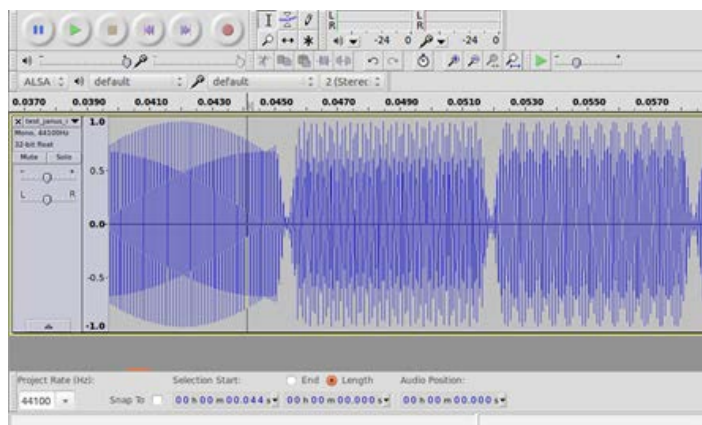 L
R
-24 0
L
R
-24 0
ALSA
default
default
2 (Sterec
0.0370 0.0390 0.0410 0.0430 0.0450 0.0470 0.0490 0.0510 0.0530 0.0550 0.0570
Mono, 44100Hz
32-bit float
Mute Solo
- +
L R
1.0
0.5
0.0
-0.5
-1.0
Project Rate (Hz): Selection Start: End Length Audio Position:
44100 Snap To 00 h 00 m 00.044 s 00 h 00 m 00.000 s 00 h 00 m 00.000 s